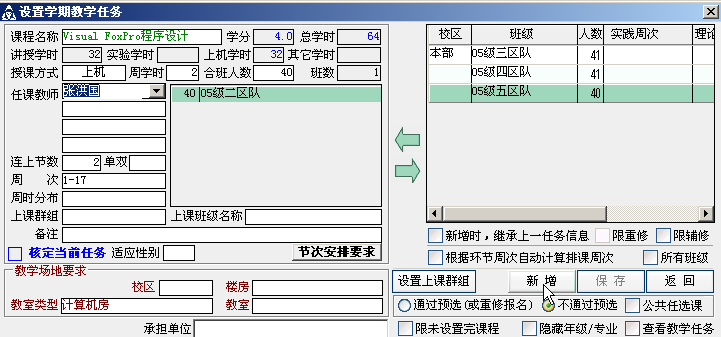 设置学期教学任务
课程名称 Visual FoxPro程序设计 学分 4.0 总学时 64
讲授学时 32 实验学时 上机学时 32 其它学时
授课方式 上机 周学时 2 合班人数 40 班数 1
任课教师 张洪国
40 05级二区队
连上节数 2 单双
周 次 1-17
周时分布
上课群组 上课班级名称
备注
核定当前任务 适应性别 节次安排要求
教学场地要求
校区 楼房
教室类型 计算机房 教室
承担单位
校区 班级 人数 实践周次 理论
本部 05级三区队 41
05级四区队 41
05级五区队 40
新增时，继承上一任务信息 限重修 限辅修
根据环节周次自动计算排课周次 所有班级
设置上课群组 新 增 保 存 返 回
通过预选(或重修报名) 不通过预选 公共任选课
限未设置完课程 隐藏年级/专业 查看教学任务